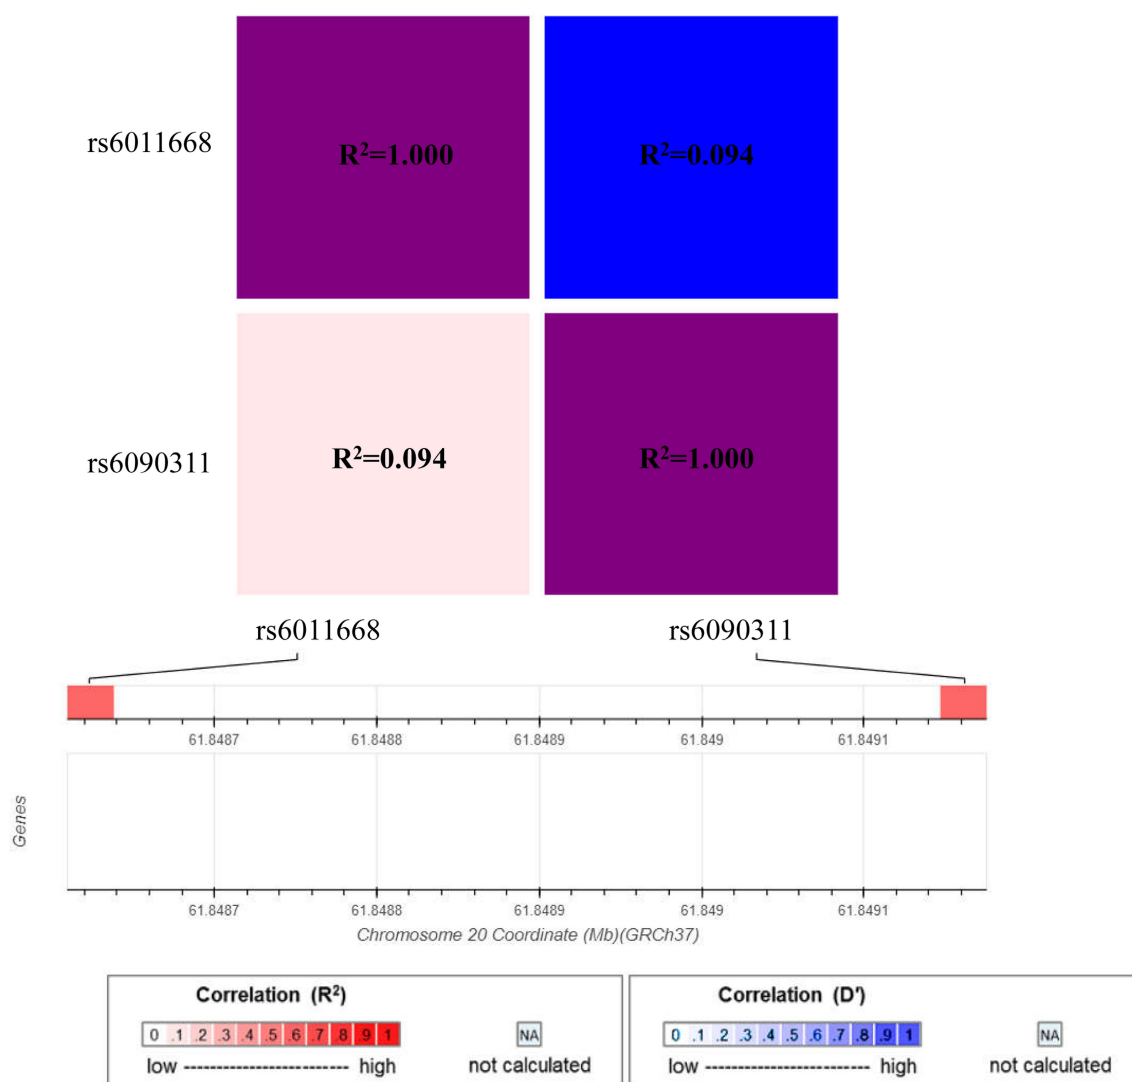 rs6011668
R²=1.000
R²=0.094
rs6090311
R²=0.094
R²=1.000
rs6011668 rs6090311
61.8487 61.8488 61.8489 61.849 61.8491
Genes
61.8487 61.8488 61.8489 61.849 61.8491
Chromosome 20 Coordinate (Mb)(GRCh37)
Correlation (R²)
0 .1 .2 .3 .4 .5 .6 .7 .8 .9 1
NA
low -------------------------- high
not calculated
Correlation (D')
0 .1 .2 .3 .4 .5 .6 .7 .8 .9 1
NA
low -------------------------- high
not calculated